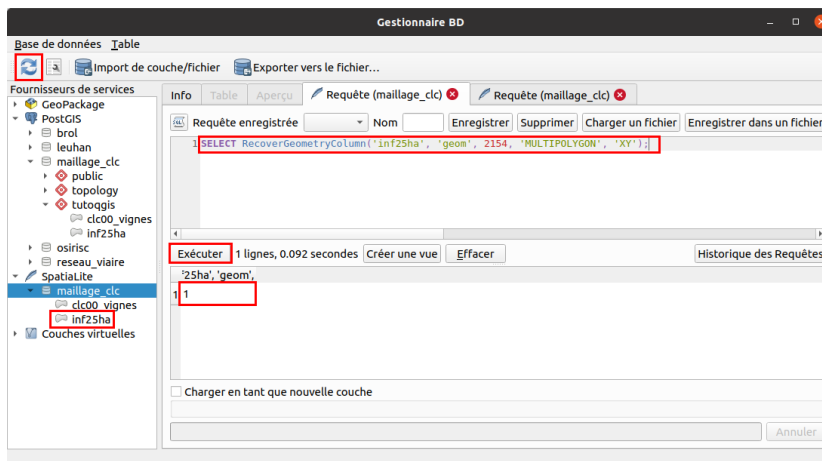 Gestionnaire BD
Base de données Table
Import de couche/fichier Exporter vers le fichier...
Fournisseurs de services
GeoPackage
PostGIS
brol
leuhan
maillage_clc
public
topology
tutoqgis
clc00_vignes
inf25ha
osirisc
reseau_viaire
SpatiaLite
maillage_clc
clc00_vignes
inf25ha
Couches virtuelles
Info Table Aperçu Requête (maillage_clc) Requête (maillage_clc)
Requête enregistrée Nom Enregistrer Supprimer Charger un fichier Enregistrer dans un fichier
1 SELECT RecoverGeometryColumn('inf25ha', 'geom', 2154, 'MULTIPOLYGON', 'XY');
Exécuter 1 lignes, 0.092 secondes Créer une vue Effacer Historique des Requêtes
'25ha', 'geom',
1 1
Charger en tant que nouvelle couche
Annuler